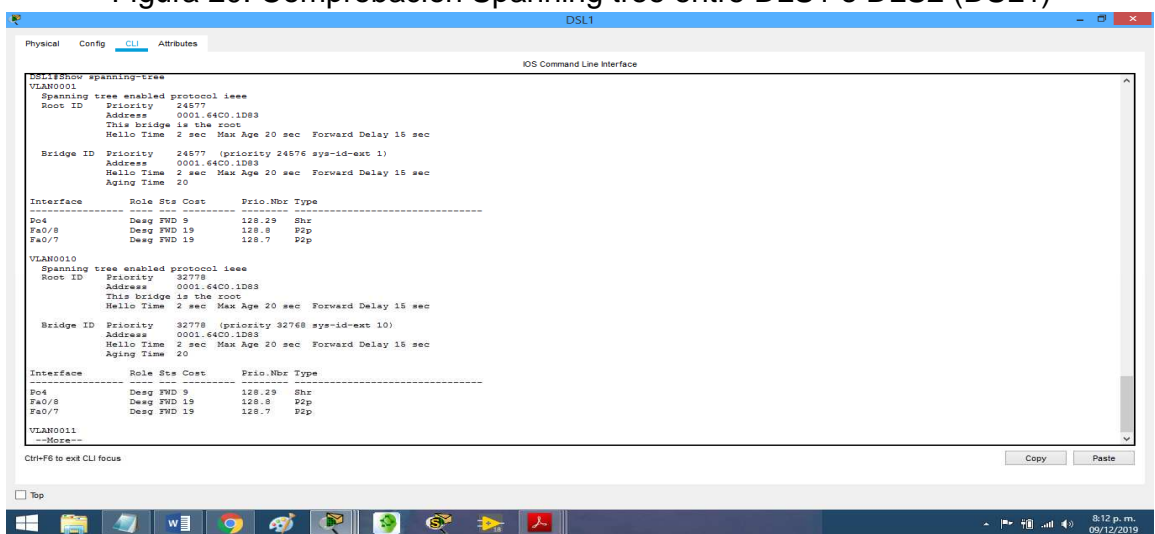 Figura 20. Comprobación Spanning tree entre DLS1 e DLS2 (DSL1)
DSL1
Physical Config CLI Attributes
IOS Command Line Interface
DSL1#Show spanning-tree
VLAN0001
Spanning tree enabled protocol ieee
Root ID Priority 24577
Address 0001.64C0.1D83
This bridge is the root
Hello Time 2 sec Max Age 20 sec Forward Delay 15 sec
Bridge ID Priority 24577 (priority 24576 sys-id-ext 1)
Address 0001.64C0.1D83
Hello Time 2 sec Max Age 20 sec Forward Delay 15 sec
Aging Time 20
Interface Role Sts Cost Prio.Nbr Type
---------------- ---- --- --------- -------- --------------------------------
Po4 Desg FWD 9 128.29 Shr
Fa0/8 Desg FWD 19 128.8 P2p
Fa0/7 Desg FWD 19 128.7 P2p
VLAN0010
Spanning tree enabled protocol ieee
Root ID Priority 32778
Address 0001.64C0.1D83
This bridge is the root
Hello Time 2 sec Max Age 20 sec Forward Delay 15 sec
Bridge ID Priority 32778 (priority 32768 sys-id-ext 10)
Address 0001.64C0.1D83
Hello Time 2 sec Max Age 20 sec Forward Delay 15 sec
Aging Time 20
Interface Role Sts Cost Prio.Nbr Type
---------------- ---- --- --------- -------- --------------------------------
Po4 Desg FWD 9 128.29 Shr
Fa0/8 Desg FWD 19 128.8 P2p
Fa0/7 Desg FWD 19 128.7 P2p
VLAN0011
--More--
Ctrl+F6 to exit CLI focus
Copy Paste
Top
8:12 p. m.
09/12/2019